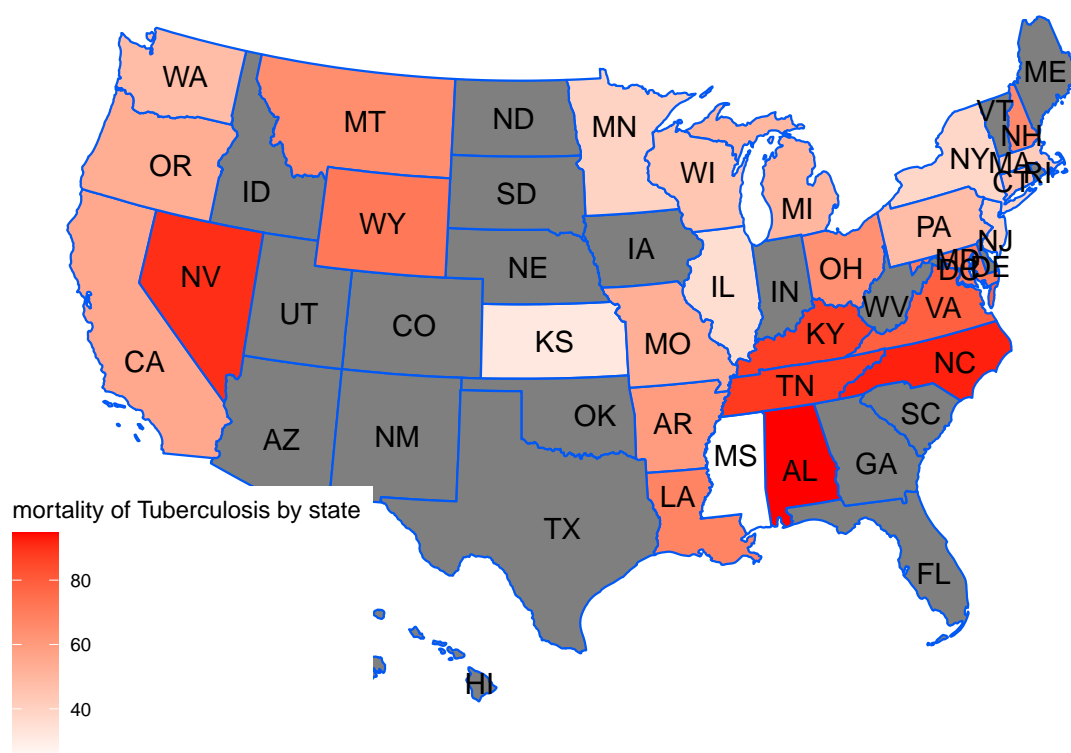 ME
WA
VT
MT
ND
MN
NH
OR
NY
MA
WI
RI
ID
SD
CT
MI
WY
PA
NJ
IA
MD
DC
DE
NV
NE
OH
IL
IN
WV
VA
UT
CO
KY
KS
MO
CA
NC
TN
OK
SC
AZ
NM
AR
MS
GA
AL
LA
TX
FL
HI
mortality of Tuberculosis by state
80
60
40